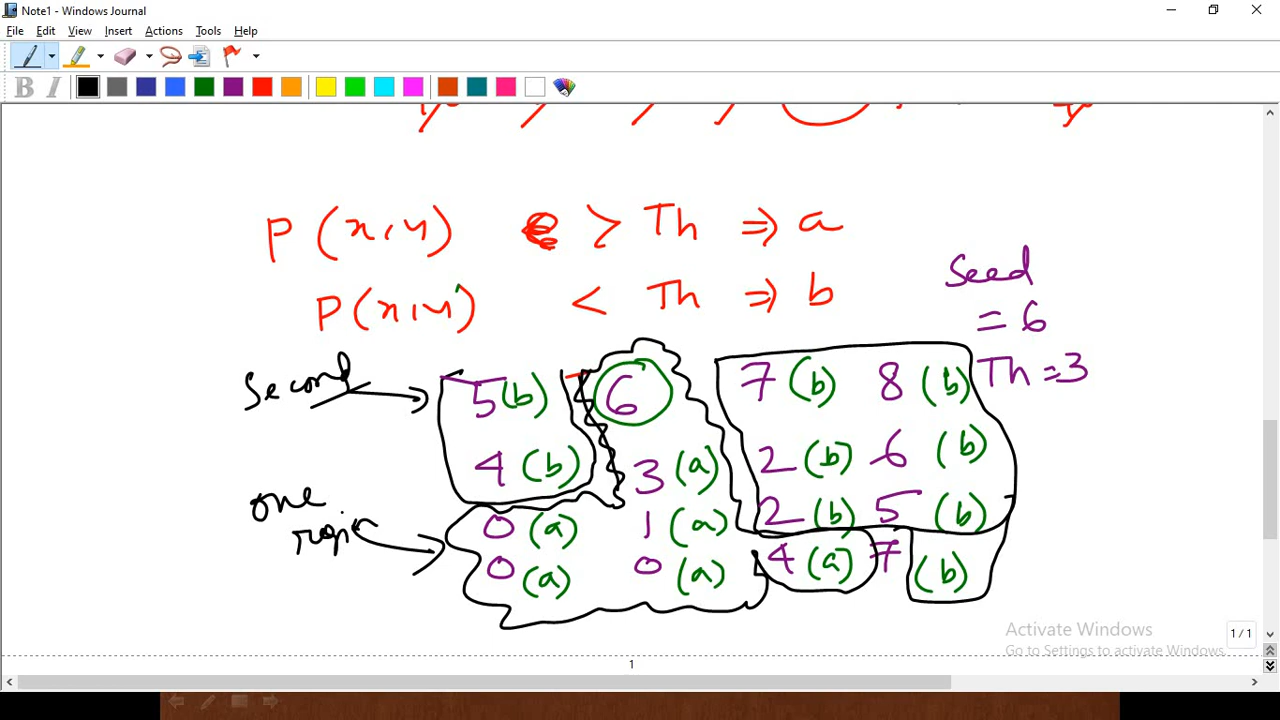 Note1 - Windows Journal
File Edit View Insert Actions Tools Help
B I
P (x,y) > Th ⇒ a
P(x,y) < Th ⇒ b
Seed
= 6
Th = 3
Second
5(b) 6 7(b) 8(b)
4(b) 3(a) 2(b) 6(b)
one
0(a) 1(a) 2(b) 5(b)
0(a) 0(a) 4(a) 7(b)
Activate Windows
Go to Settings to activate Windows.
1/1
1